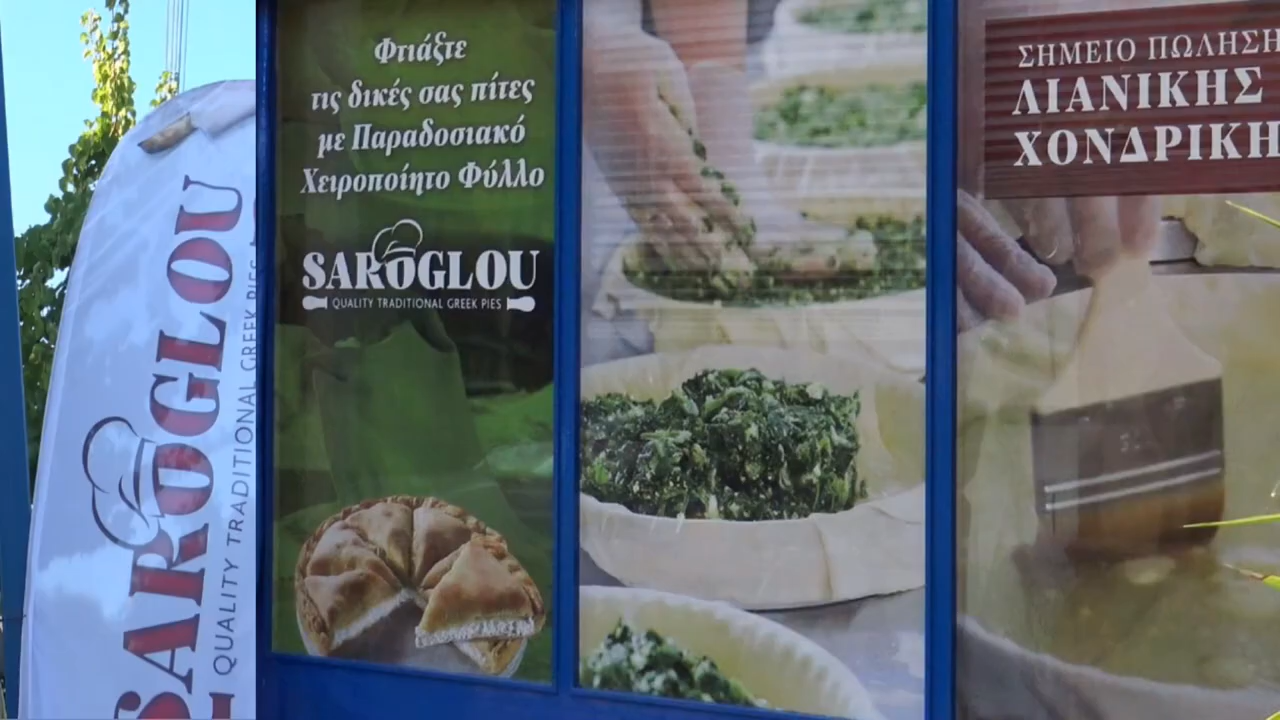 SAROGLOU
QUALITY TRADITIONAL GREEK PIES
Φτιάξτε
τις δικές σας πίτες
με Παραδοσιακό
Χειροποίητο Φύλλο
SAROGLOU
QUALITY TRADITIONAL GREEK PIES
ΣΗΜΕΙΟ ΠΩΛΗΣΗ
ΛΙΑΝΙΚΗΣ
ΧΟΝΔΡΙΚΗ